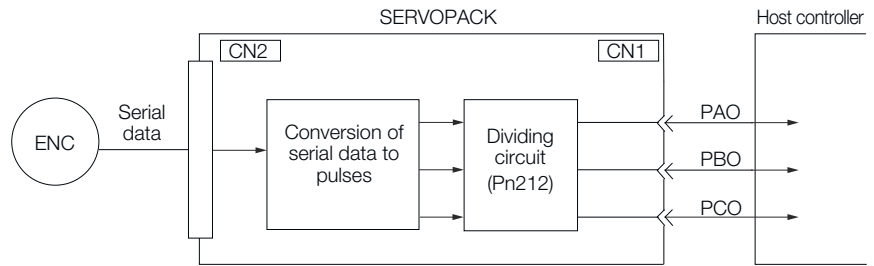 SERVOPACK
Host controller
CN2
CN1
Serial
data
ENC
Conversion of
serial data to
pulses
Dividing
circuit
(Pn212)
PAO
PBO
PCO